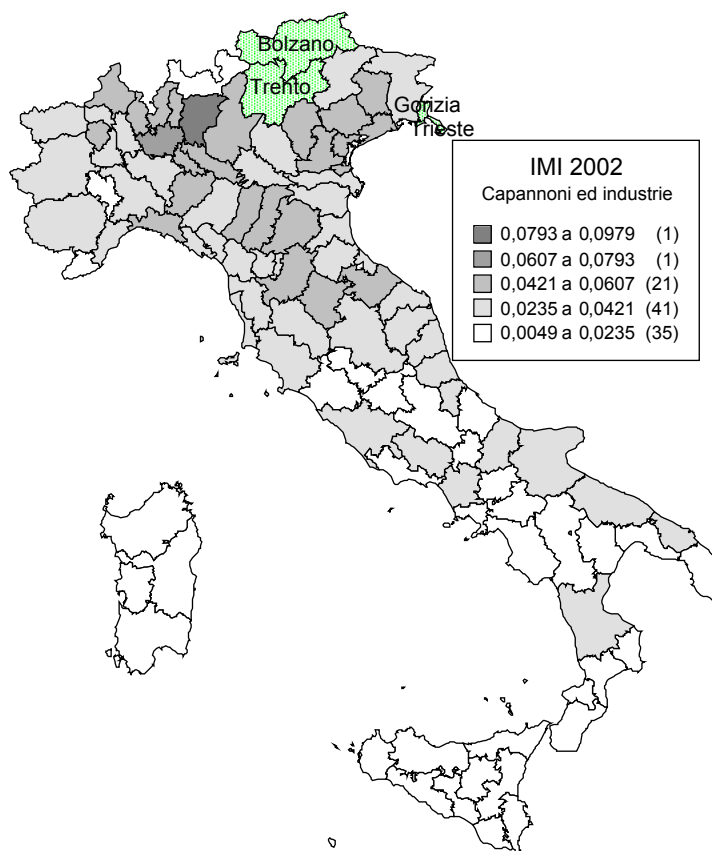 Bolzano
Trento
Gorizia
Trieste
IMI 2002
Capannoni ed industrie
0,0793 a 0,0979 (1)
0,0607 a 0,0793 (1)
0,0421 a 0,0607 (21)
0,0235 a 0,0421 (41)
0,0049 a 0,0235 (35)